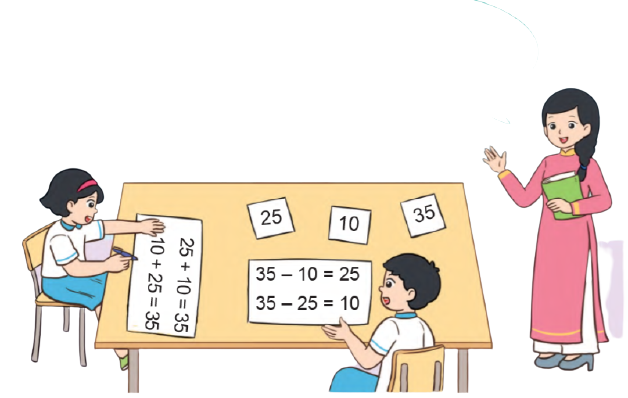 25 + 10 = 35
10 + 25 = 35
25
10
35
35 – 10 = 25
35 – 25 = 10